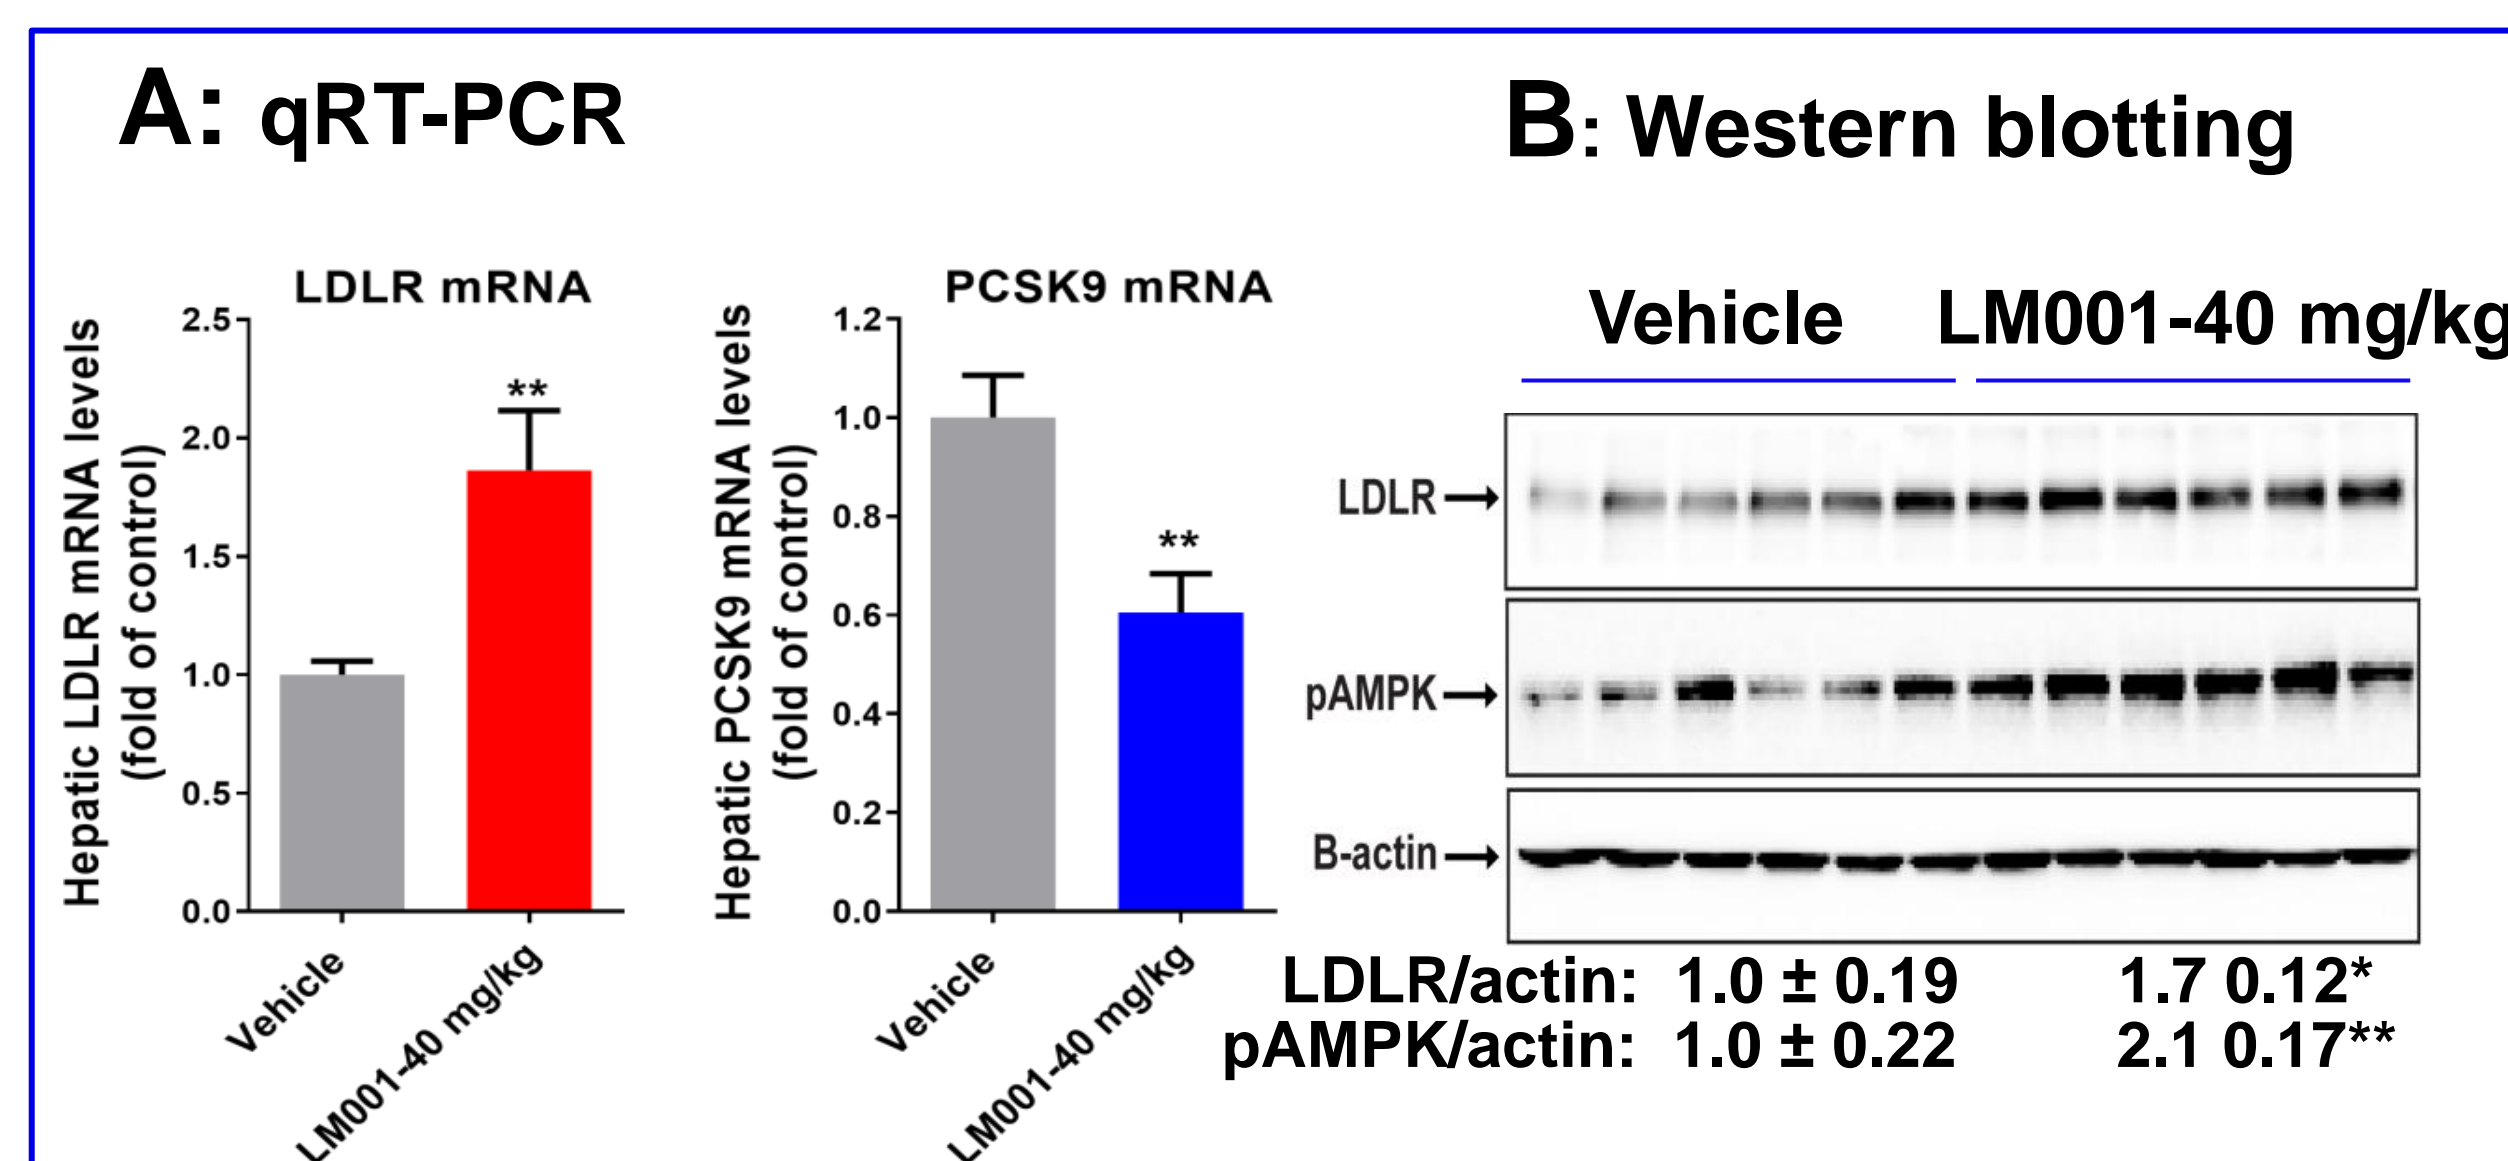 A: qRT-PCR
LDLR mRNA
Hepatic LDLR mRNA levels
(fold of control)
2.5
2.0
1.5
1.0
0.5
0.0
**
Vehicle
LM001-40 mg/kg
PCSK9 mRNA
Hepatic PCSK9 mRNA levels
(fold of control)
1.2
1.0
0.8
0.6
0.4
0.2
0.0
**
Vehicle
LM001-40 mg/kg
B: Western blotting
Vehicle LM001-40 mg/kg
LDLR
pAMPK
B-actin
LDLR/actin: 1.0 ± 0.19 1.7 0.12*
pAMPK/actin: 1.0 ± 0.22 2.1 0.17**